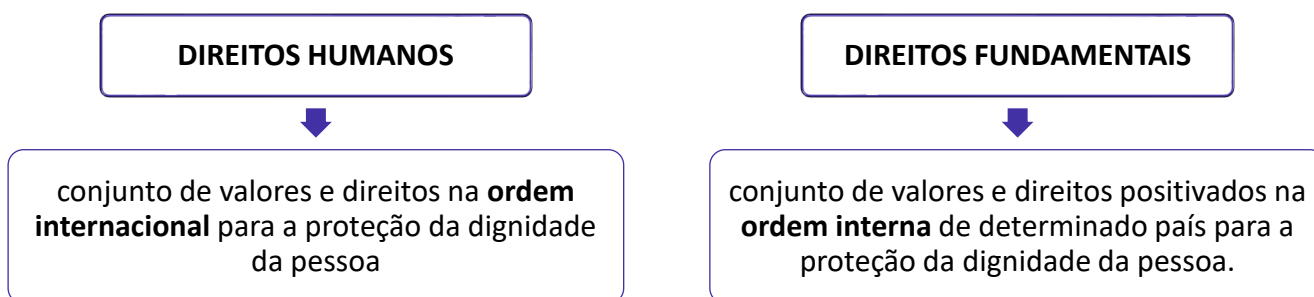 DIREITOS HUMANOS
conjunto de valores e direitos na ordem
internacional para a proteção da dignidade
da pessoa
DIREITOS FUNDAMENTAIS
conjunto de valores e direitos positivados na
ordem interna de determinado país para a
proteção da dignidade da pessoa.